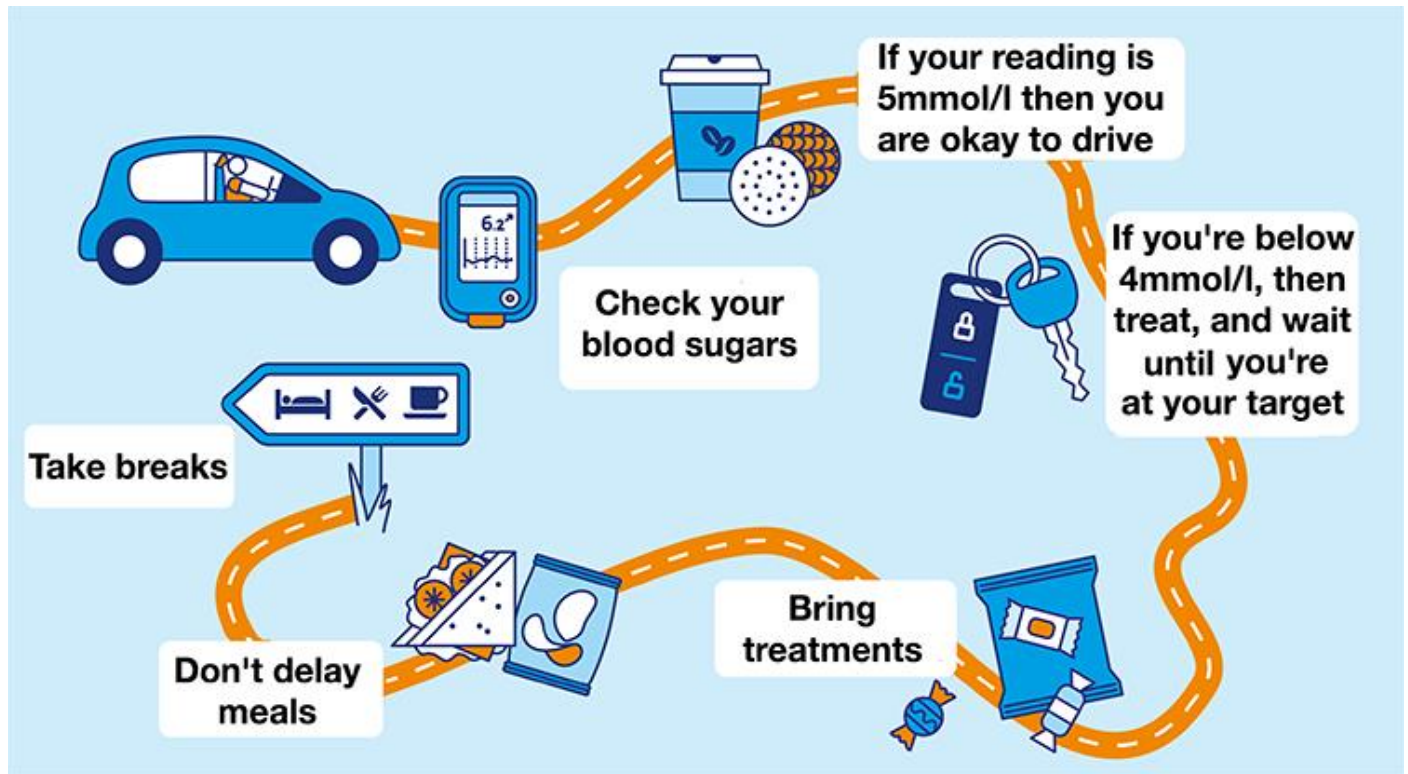 If your reading is
5mmol/l then you
are okay to drive
6.2
Check your
blood sugars
If you're below
4mmol/l, then
treat, and wait
until you're
at your target
Take breaks
Bring
treatments
Don't delay
meals